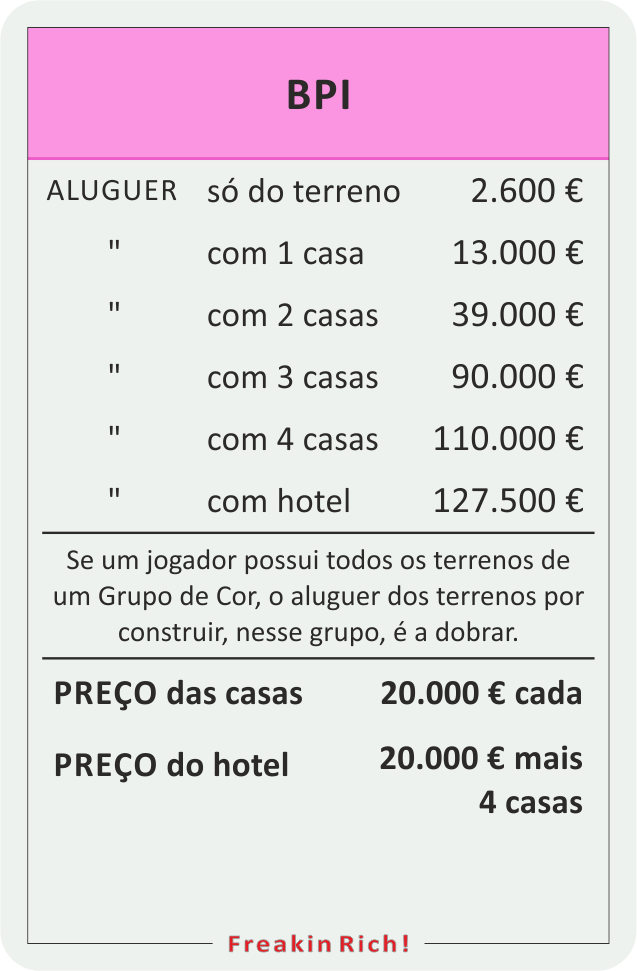 BPI
ALUGUER só do terreno 2.600 €
" com 1 casa 13.000 €
" com 2 casas 39.000 €
" com 3 casas 90.000 €
" com 4 casas 110.000 €
" com hotel 127.500 €
Se um jogador possui todos os terrenos de
um Grupo de Cor, o aluguer dos terrenos por
construir, nesse grupo, é a dobrar.
PREÇO das casas 20.000 € cada
PREÇO do hotel 20.000 € mais
4 casas
Freakin Rich!